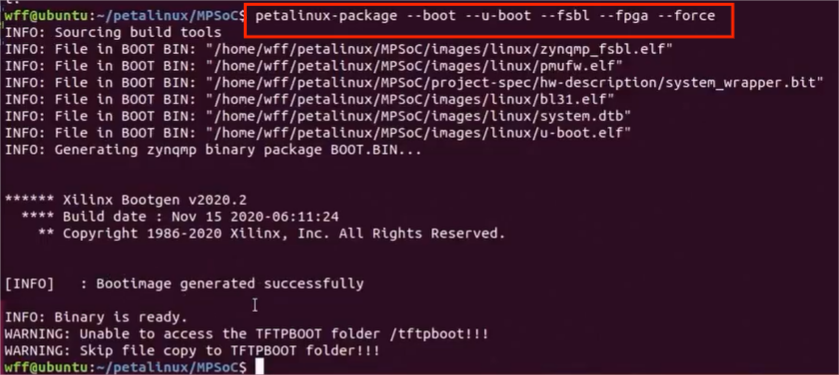 wff@ubuntu:~/petalinux/MPSoC$ petalinux-package --boot --u-boot --fsbl --fpga --force
INFO: Sourcing build tools
INFO: File in BOOT BIN: "/home/wff/petalinux/MPSoC/images/linux/zynqmp_fsbl.elf"
INFO: File in BOOT BIN: "/home/wff/petalinux/MPSoC/images/linux/pmufw.elf"
INFO: File in BOOT BIN: "/home/wff/petalinux/MPSoC/project-spec/hw-description/system_wrapper.bit"
INFO: File in BOOT BIN: "/home/wff/petalinux/MPSoC/images/linux/bl31.elf"
INFO: File in BOOT BIN: "/home/wff/petalinux/MPSoC/images/linux/system.dtb"
INFO: File in BOOT BIN: "/home/wff/petalinux/MPSoC/images/linux/u-boot.elf"
INFO: Generating zynqmp binary package BOOT.BIN...
****** Xilinx Bootgen v2020.2
**** Build date : Nov 15 2020-06:11:24
** Copyright 1986-2020 Xilinx, Inc. All Rights Reserved.
[INFO] : Bootimage generated successfully
INFO: Binary is ready.
WARNING: Unable to access the TFTPBOOT folder /tftpboot!!!
WARNING: Skip file copy to TFTPBOOT folder!!!
wff@ubuntu:~/petalinux/MPSoC$